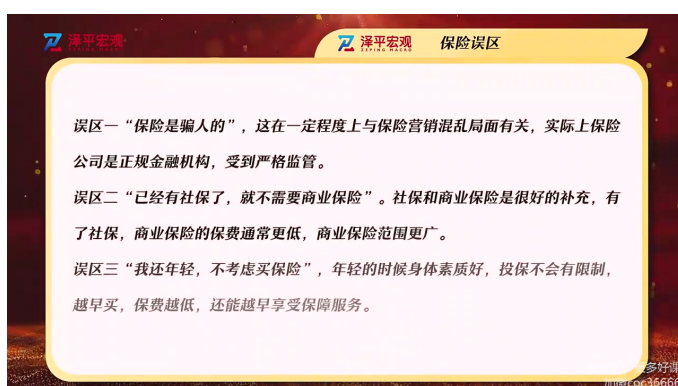 泽平宏观
ZEPING MACRO
泽平宏观
ZEPING MACRO
保险误区
误区一“保险是骗人的”，这在一定程度上与保险营销混乱局面有关，实际上保险
公司是正规金融机构，受到严格监管。
误区二“已经有社保了，就不需要商业保险”。社保和商业保险是很好的补充，有
了社保，商业保险的保费通常更低，商业保险范围更广。
误区三“我还年轻，不考虑买保险”，年轻的时候身体素质好，投保不会有限制，
越早买，保费越低，还能越早享受保障服务。
多好课